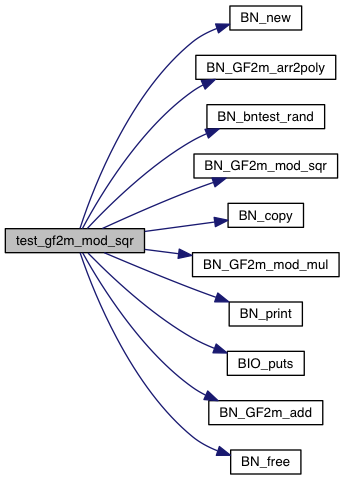 BN_new
BN_GF2m_arr2poly
BN_bntest_rand
BN_GF2m_mod_sqr
BN_copy
test_gf2m_mod_sqr
BN_GF2m_mod_mul
BN_print
BIO_puts
BN_GF2m_add
BN_free